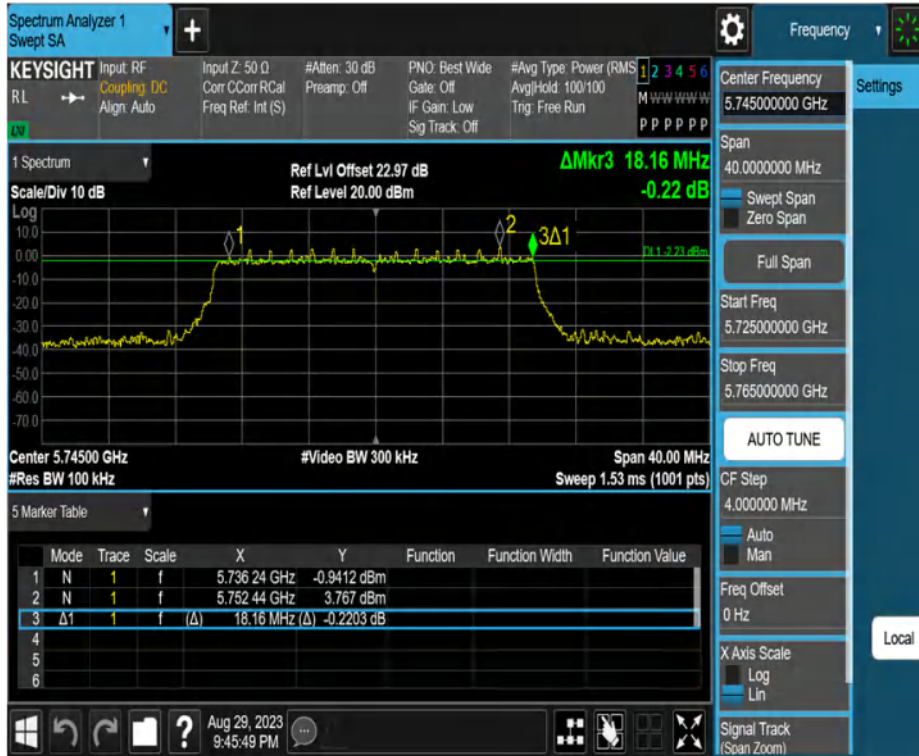 Spectrum Analyzer 1
Swept SA
+
Frequency
KEYSIGHT
RL
LXI
Input: RF
Coupling: DC
Align: Auto
Input Z: 50 Ω
Corr CCorr RCal
Freq Ref: Int (S)
#Atten: 30 dB
Preamp: Off
PNO: Best Wide
Gate: Off
IF Gain: Low
Sig Track: Off
#Avg Type: Power (RMS
Avg|Hold: 100/100
Trig: Free Run
1 2 3 4 5 6
M W W W W W
P P P P P P
1 Spectrum
Scale/Div 10 dB
Ref Lvl Offset 22.97 dB
Ref Level 20.00 dBm
ΔMkr3 18.16 MHz
-0.22 dB
Log
10.0
0.00
-10.0
-20.0
-30.0
-40.0
-50.0
-60.0
-70.0
1
2
3Δ1
DL1 -2.23 dBm
Center 5.74500 GHz
#Res BW 100 kHz
#Video BW 300 kHz
Span 40.00 MHz
Sweep 1.53 ms (1001 pts)
5 Marker Table
Mode Trace Scale X Y Function Function Width Function Value
1 N 1 f 5.736 24 GHz -0.9412 dBm
2 N 1 f 5.752 44 GHz 3.767 dBm
3 Δ1 1 f (Δ) 18.16 MHz (Δ) -0.2203 dB
4
5
6
Aug 29, 2023
9:45:49 PM
?
Center Frequency
5.745000000 GHz
Span
40.0000000 MHz
Swept Span
Zero Span
Full Span
Start Freq
5.725000000 GHz
Stop Freq
5.765000000 GHz
AUTO TUNE
CF Step
4.000000 MHz
Auto
Man
Freq Offset
0 Hz
X Axis Scale
Log
Lin
Signal Track
(Span Zoom)
Settings
Local